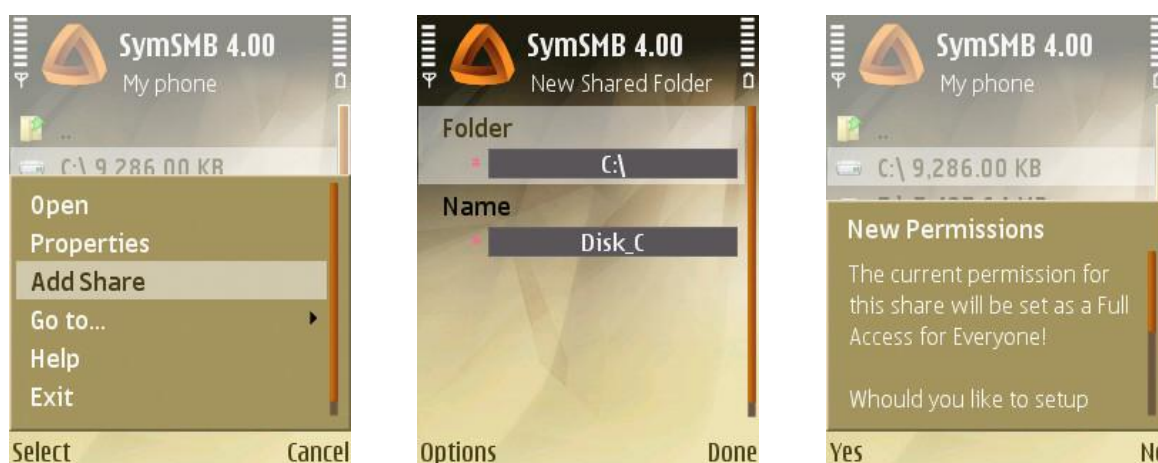 SymSMB 4.00
My phone
..
C:\ 9,286.00 KB
Open
Properties
Add Share
Go to...
Help
Exit
Select Cancel
SymSMB 4.00
New Shared Folder
Folder
* C:\
Name
* Disk_C
Options Done
SymSMB 4.00
My phone
..
C:\ 9,286.00 KB
New Permissions
The current permission for
this share will be set as a Full
Access for Everyone!
Whould you like to setup
Yes